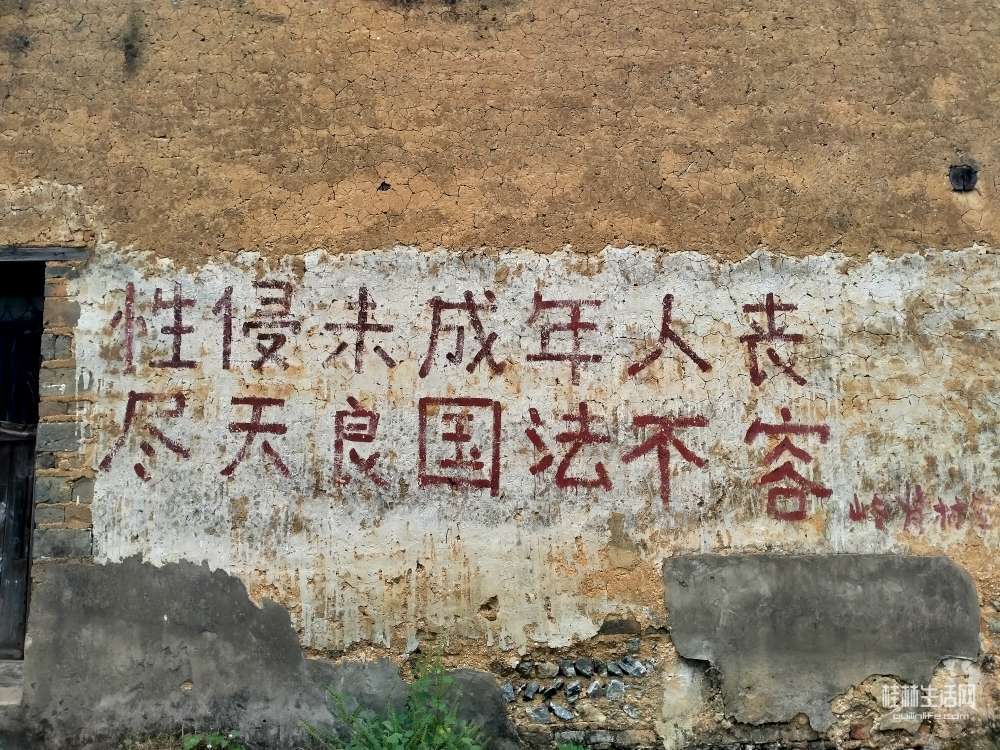 性侵未成年人丧
尽天良国法不容
桂林生活网
guilinlife.com